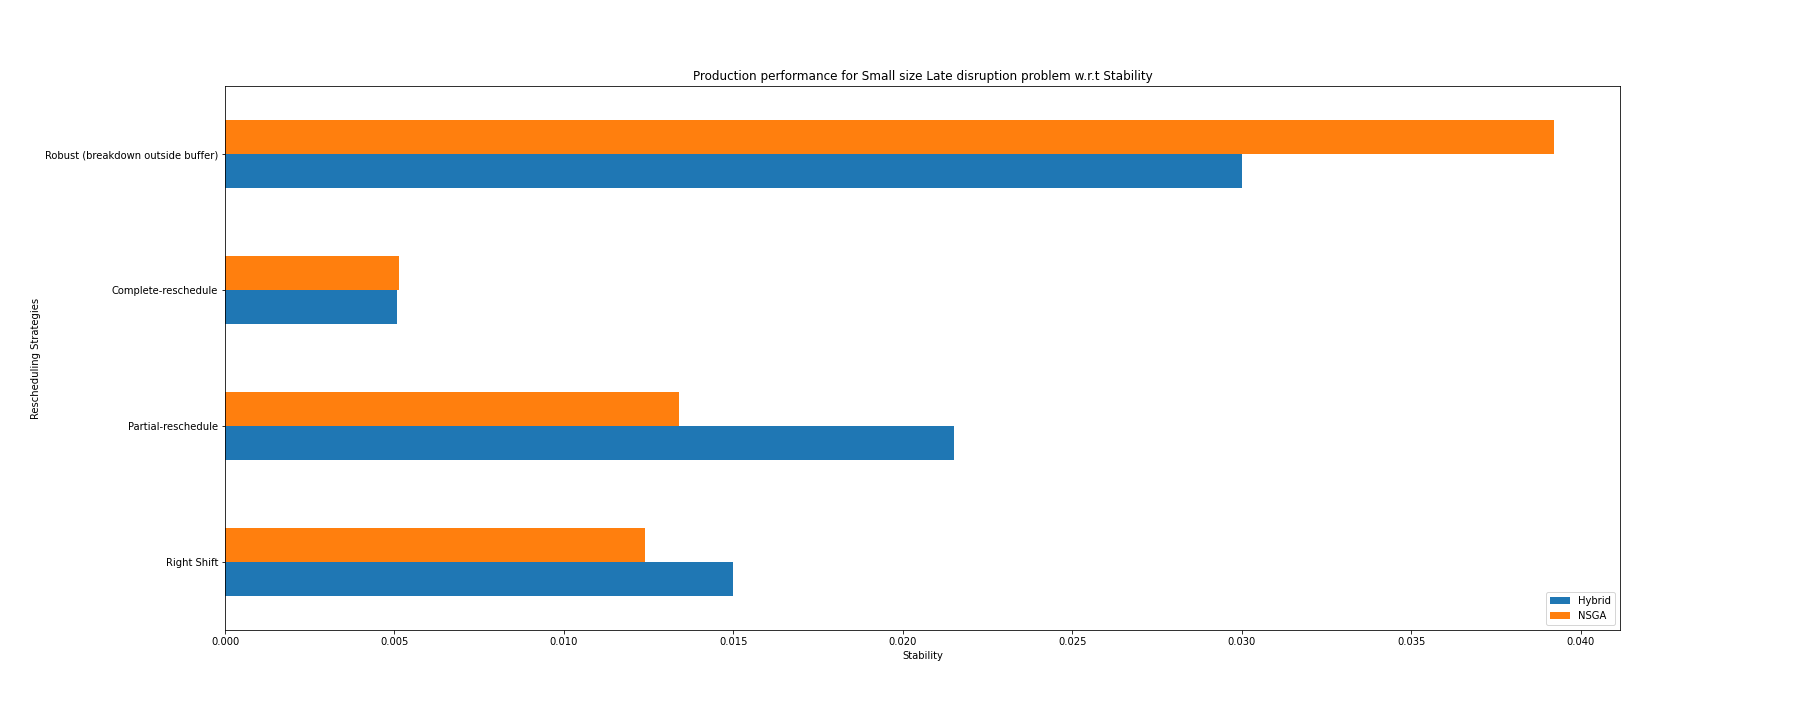 Production performance for Small size Late disruption problem w.r.t Stability
Robust (breakdown outside buffer)
Complete-reschedule
Rescheduling Strategies
Partial-reschedule
Right Shift
Hybrid
NSGA
0.000 0.005 0.010 0.015 0.020 0.025 0.030 0.035 0.040
Stability